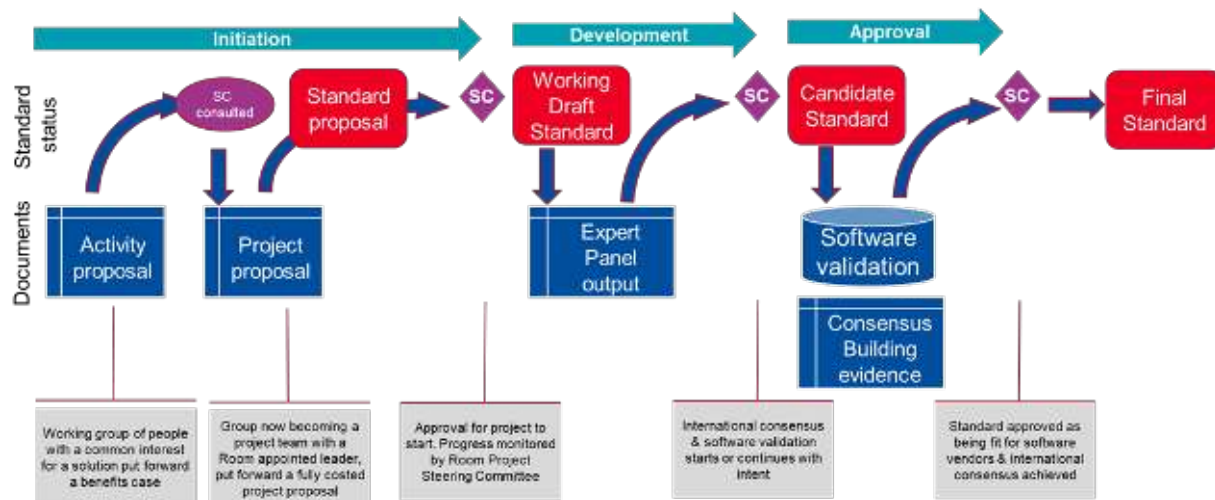 Initiation
Development
Approval
Standard
status
SC
consulted
Standard
proposal
SC
Working
Draft
Standard
SC
Candidate
Standard
SC
Final
Standard
Documents
Activity
proposal
Project
proposal
Expert
Panel
output
Software
validation
Consensus
Building
evidence
Working group of people
with a common interest
for a solution put forward
a benefits case
Group now becoming a
project team with a
Room appointed leader,
put forward a fully costed
project proposal
Approval for project to
start. Progress monitored
by Room Project
Steering Committee
International consensus
& software validation
starts or continues with
intent
Standard approved as
being fit for software
vendors & international
consensus achieved